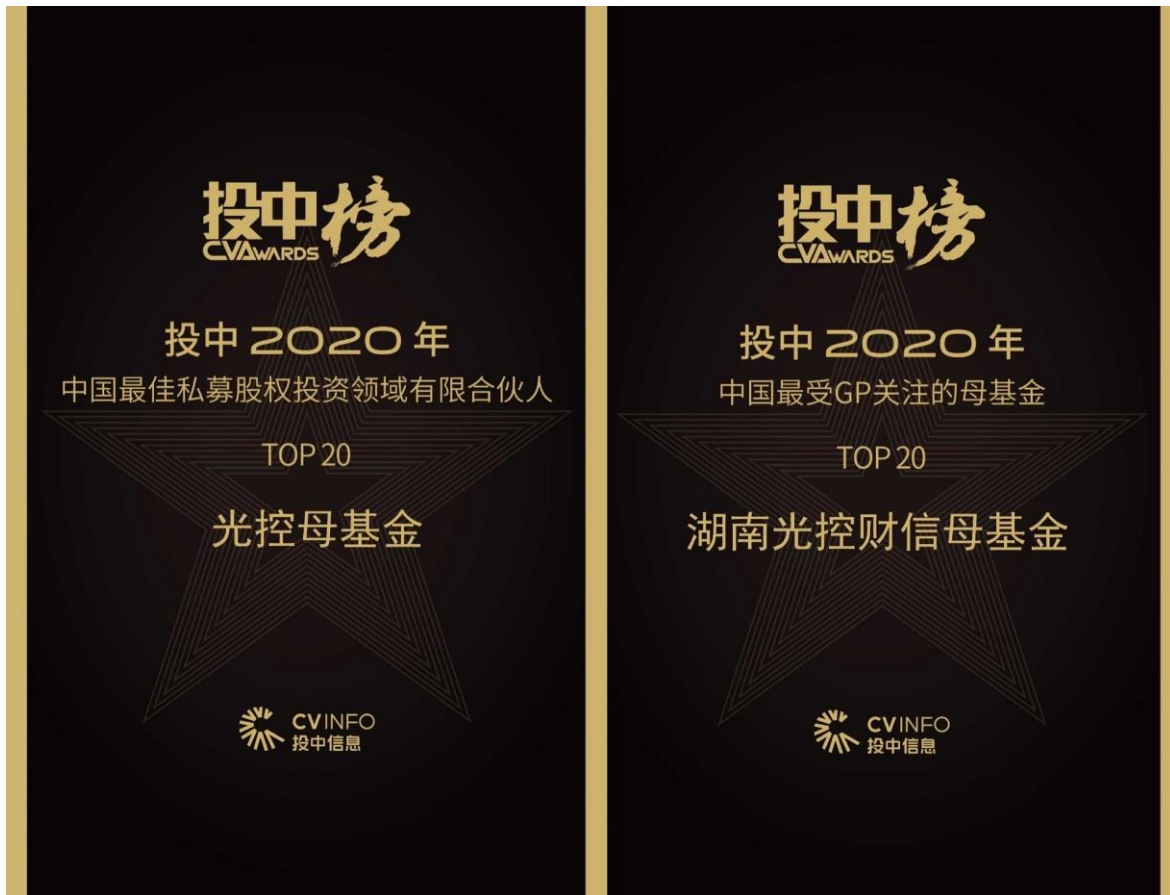 投中榜
CVAWARDS
投中 2020 年
中国最佳私募股权投资领域有限合伙人
TOP 20
光控母基金
CVINFO
投中信息
投中榜
CVAWARDS
投中 2020 年
中国最受GP关注的母基金
TOP 20
湖南光控财信母基金
CVINFO
投中信息